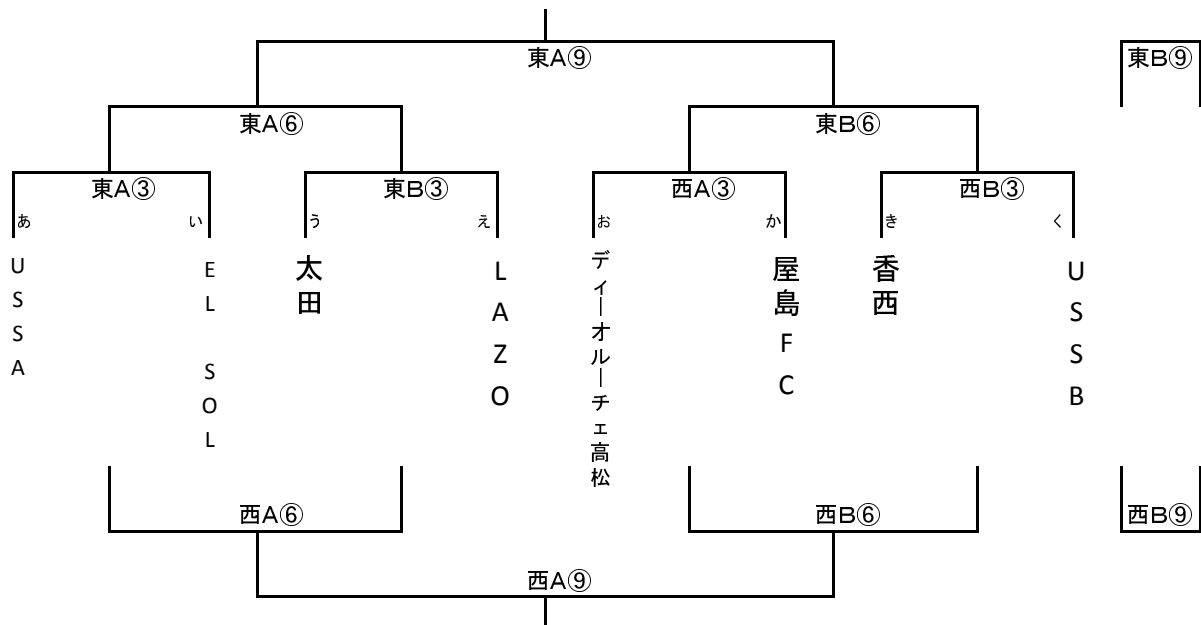 東A⑨
東B⑨
東A⑥
東B⑥
東A③
東B③
西A③
西B③
あ
い
う
え
お
か
き
く
USSA
EL SOL
太田
LAZO
ディーオルーチェ高松
屋島FC
香西
USSB
西A⑥
西B⑥
西B⑨
西A⑨